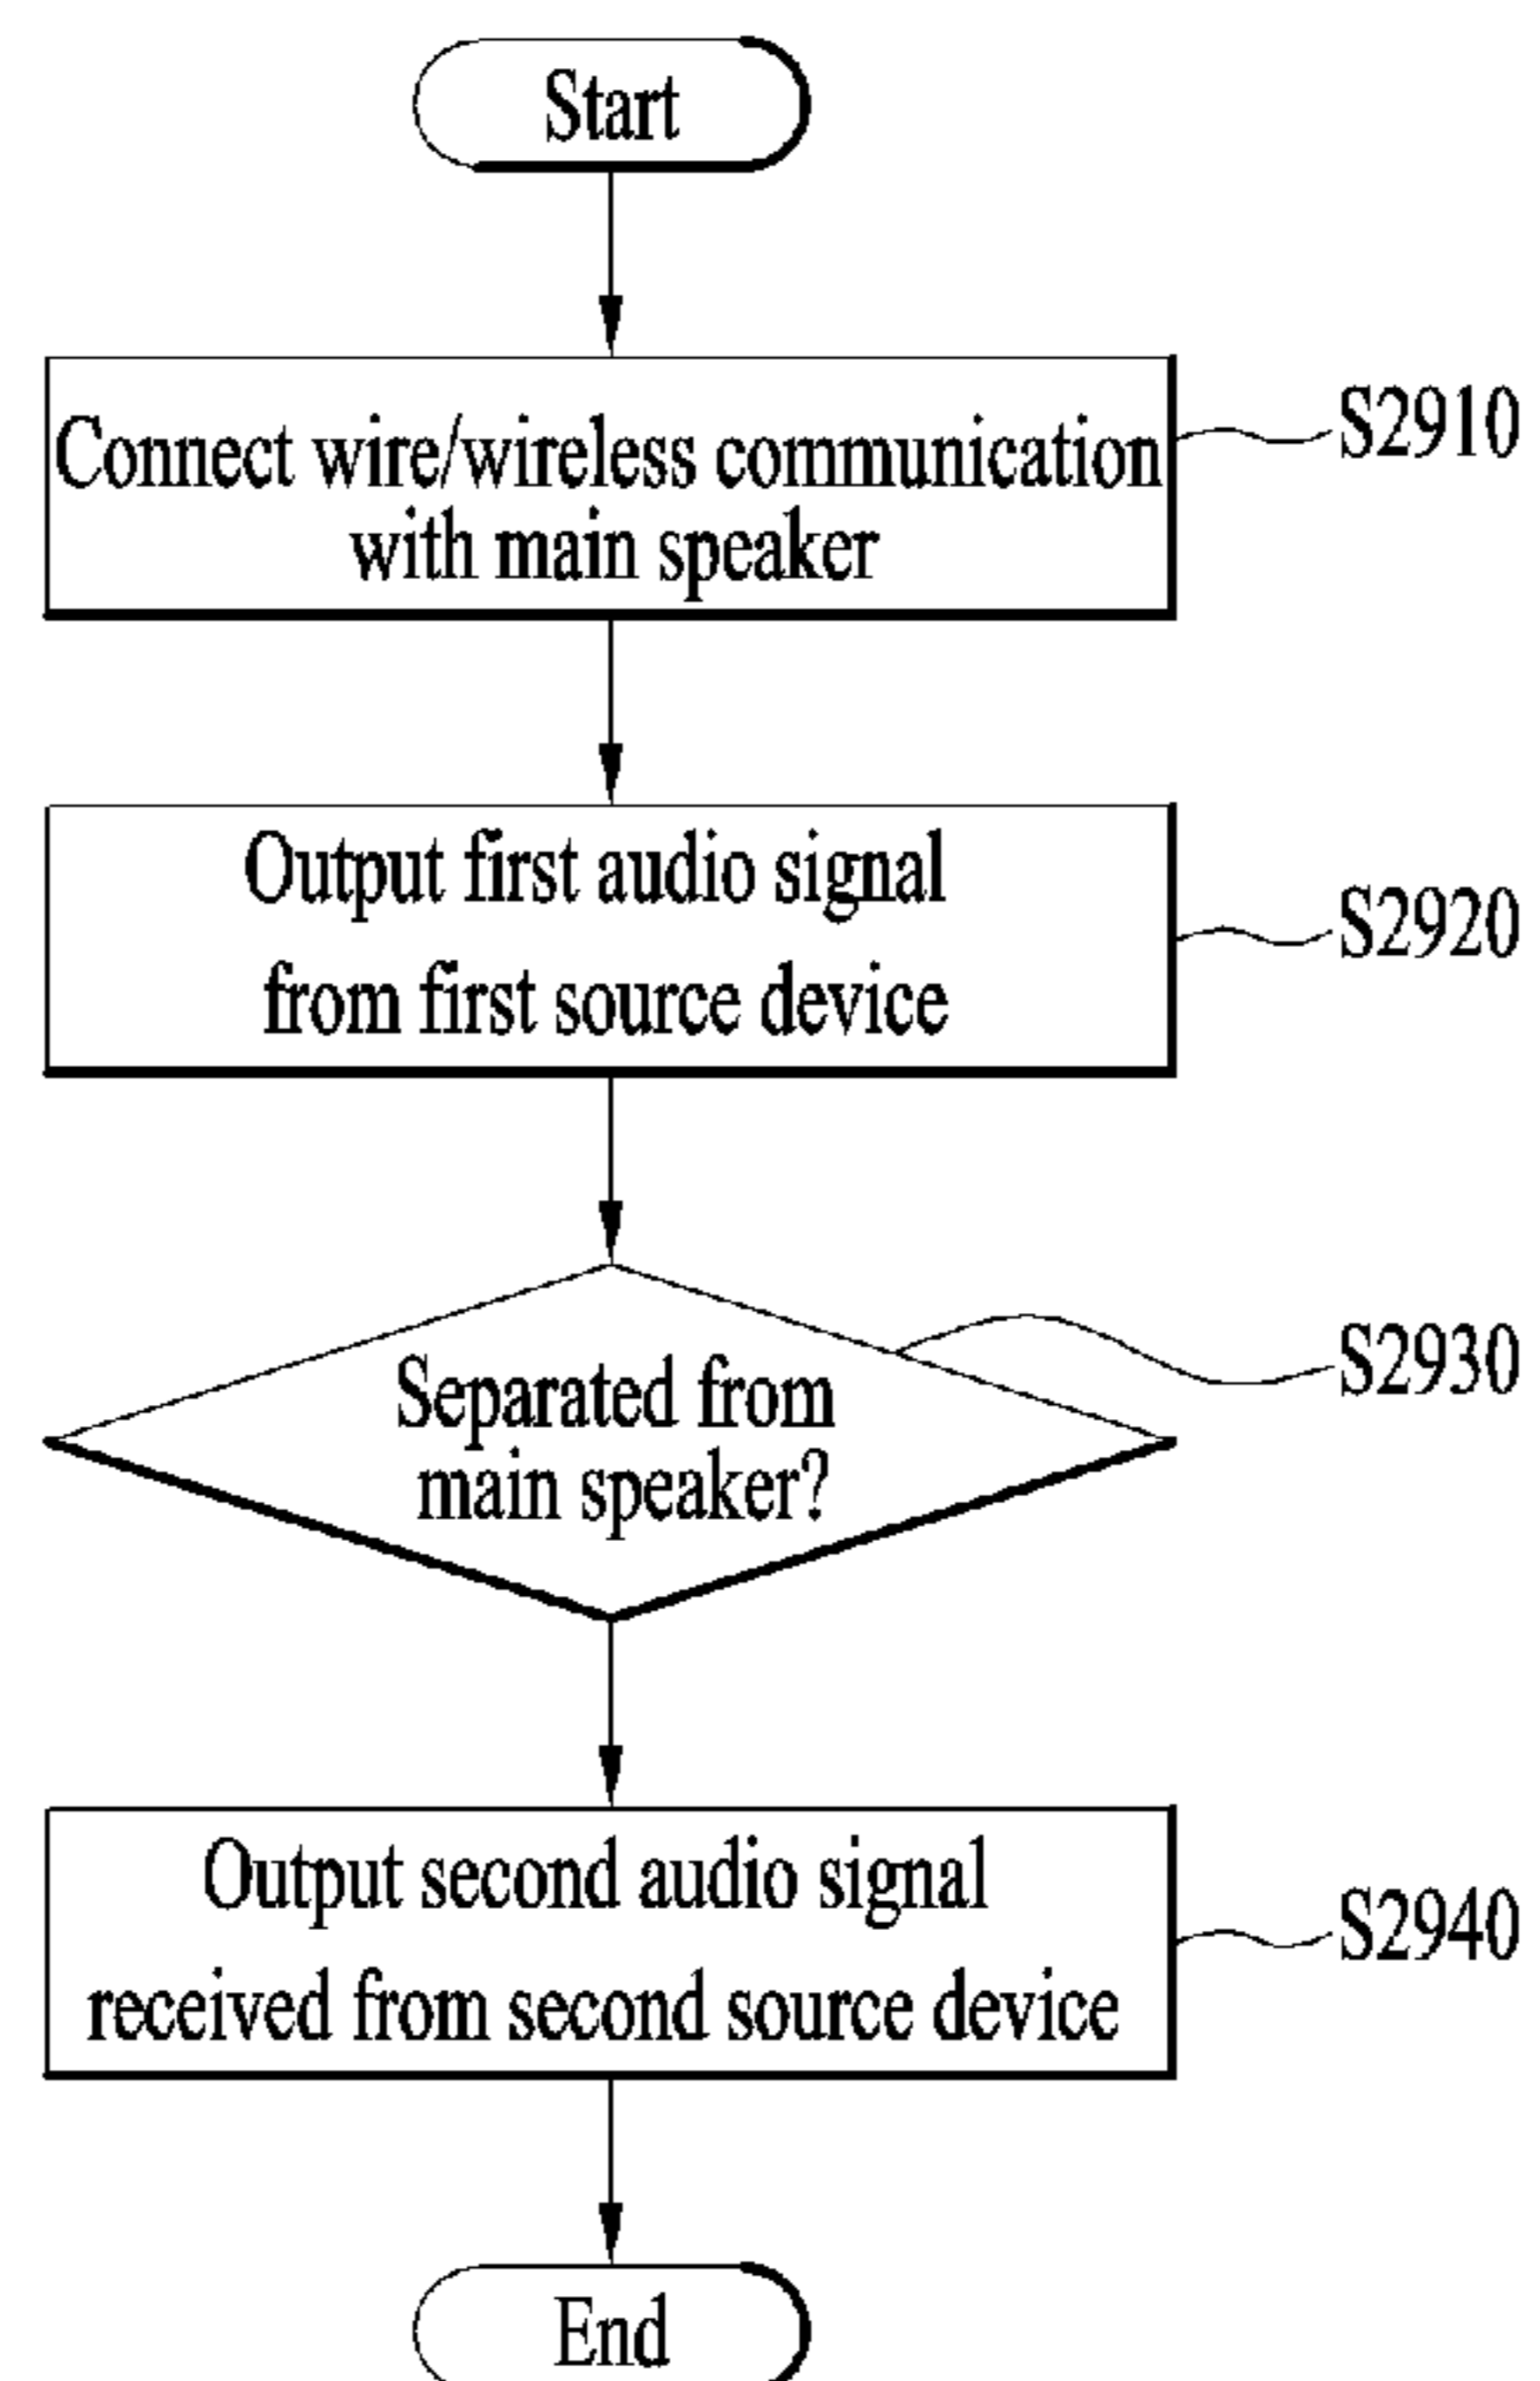 Start
Connect wire/wireless communication
with main speaker
S2910
Output first audio signal
from first source device
S2920
Separated from
main speaker?
S2930
Output second audio signal
received from second source device
S2940
End